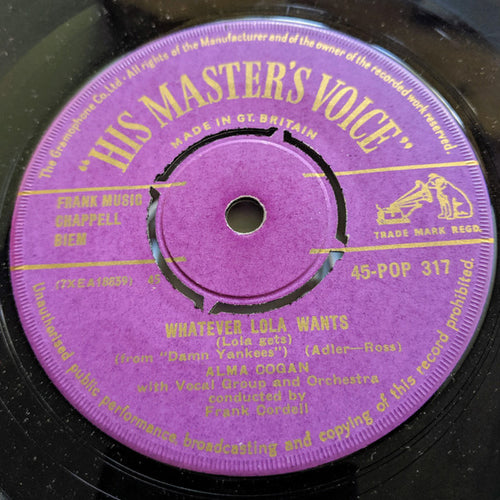 The Gramophone Co. Ltd. - All rights of the Manufacturer and of the owner of the recorded work reserved.
"HIS MASTER'S VOICE"
MADE IN GT. BRITAIN
FRANK MUSIC
CHAPPELL
BIEM
TRADE MARK REGD.
(7XEA18839) 45
45-POP 317
WHATEVER LOLA WANTS
(Lola gets)
(from "Damn Yankees") (Adler-Ross)
ALMA COGAN
with Vocal Group and Orchestra
conducted by
Frank Cordell
Unauthorised public performance, broadcasting and copying of this record prohibited.